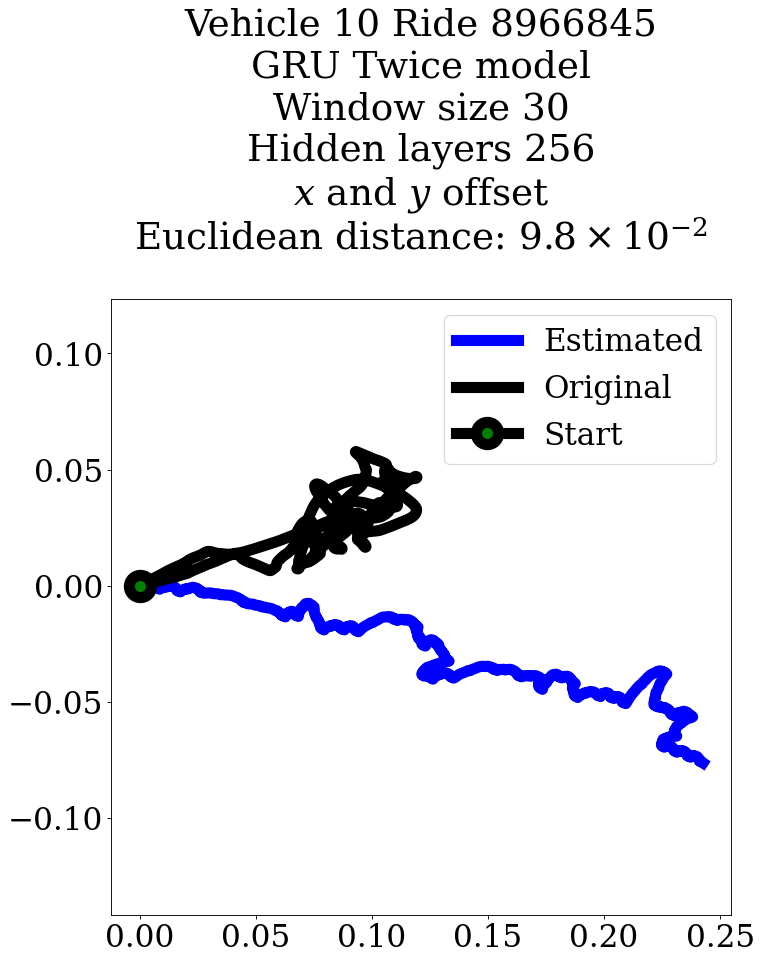 Vehicle 10 Ride 8966845
GRU Twice model
Window size 30
Hidden layers 256
x and y offset
Euclidean distance: 9.8 × 10⁻²
Estimated
Original
Start
0.10
0.05
0.00
−0.05
−0.10
0.00 0.05 0.10 0.15 0.20 0.25